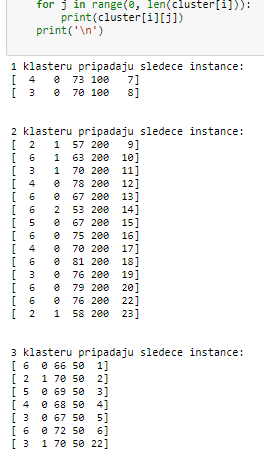 for j in range(0, len(cluster[i])):
print(cluster[i][j])
print('\n')
1 klasteru pripadaju sledece instance:
[ 4 0 73 100 7]
[ 3 0 70 100 8]
2 klasteru pripadaju sledece instance:
[ 2 1 57 200 9]
[ 6 1 63 200 10]
[ 3 1 70 200 11]
[ 4 0 78 200 12]
[ 6 0 67 200 13]
[ 6 2 53 200 14]
[ 5 0 67 200 15]
[ 6 0 75 200 16]
[ 4 0 70 200 17]
[ 6 0 81 200 18]
[ 3 0 76 200 19]
[ 6 0 79 200 20]
[ 6 0 76 200 22]
[ 2 1 58 200 23]
3 klasteru pripadaju sledece instance:
[ 6 0 66 50 1]
[ 2 1 70 50 2]
[ 5 0 69 50 3]
[ 4 0 68 50 4]
[ 3 0 67 50 5]
[ 6 0 72 50 6]
[ 3 1 70 50 22]